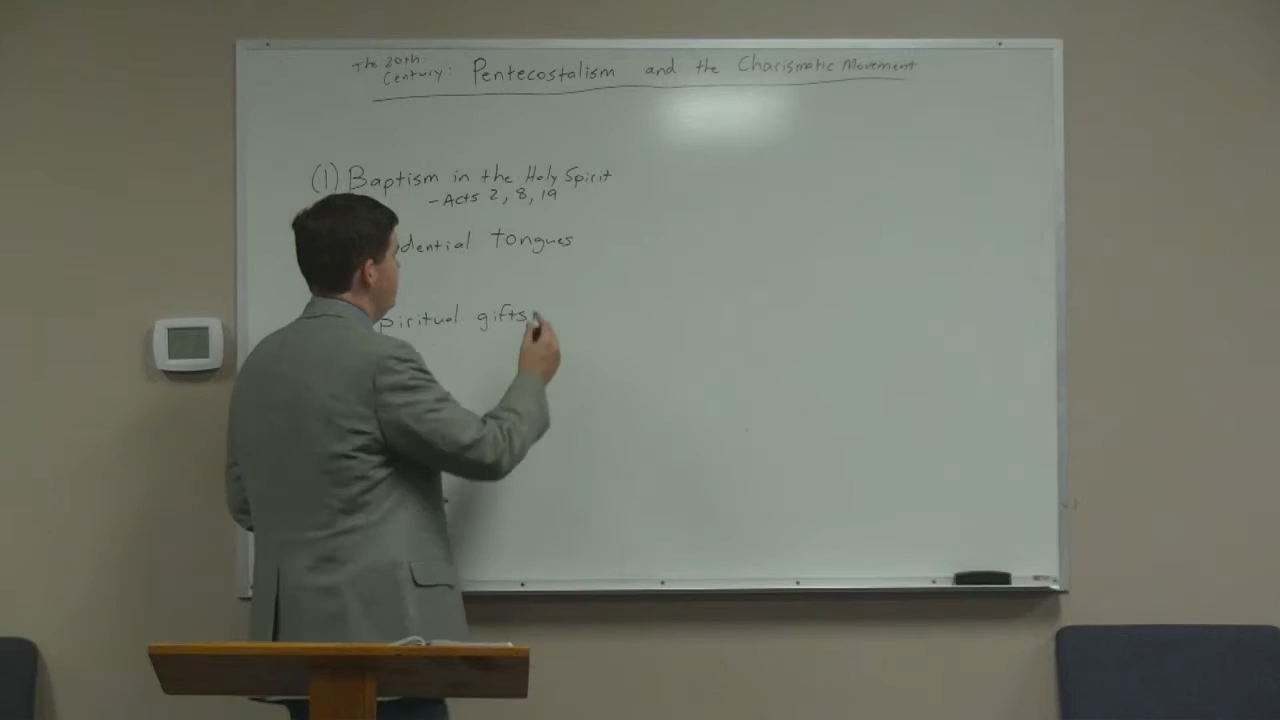 The 20th
Century: Pentecostalism and the Charismatic Movement
(1) Baptism in the Holy Spirit
- Acts 2, 8, 19
dential tongues
piritual gifts